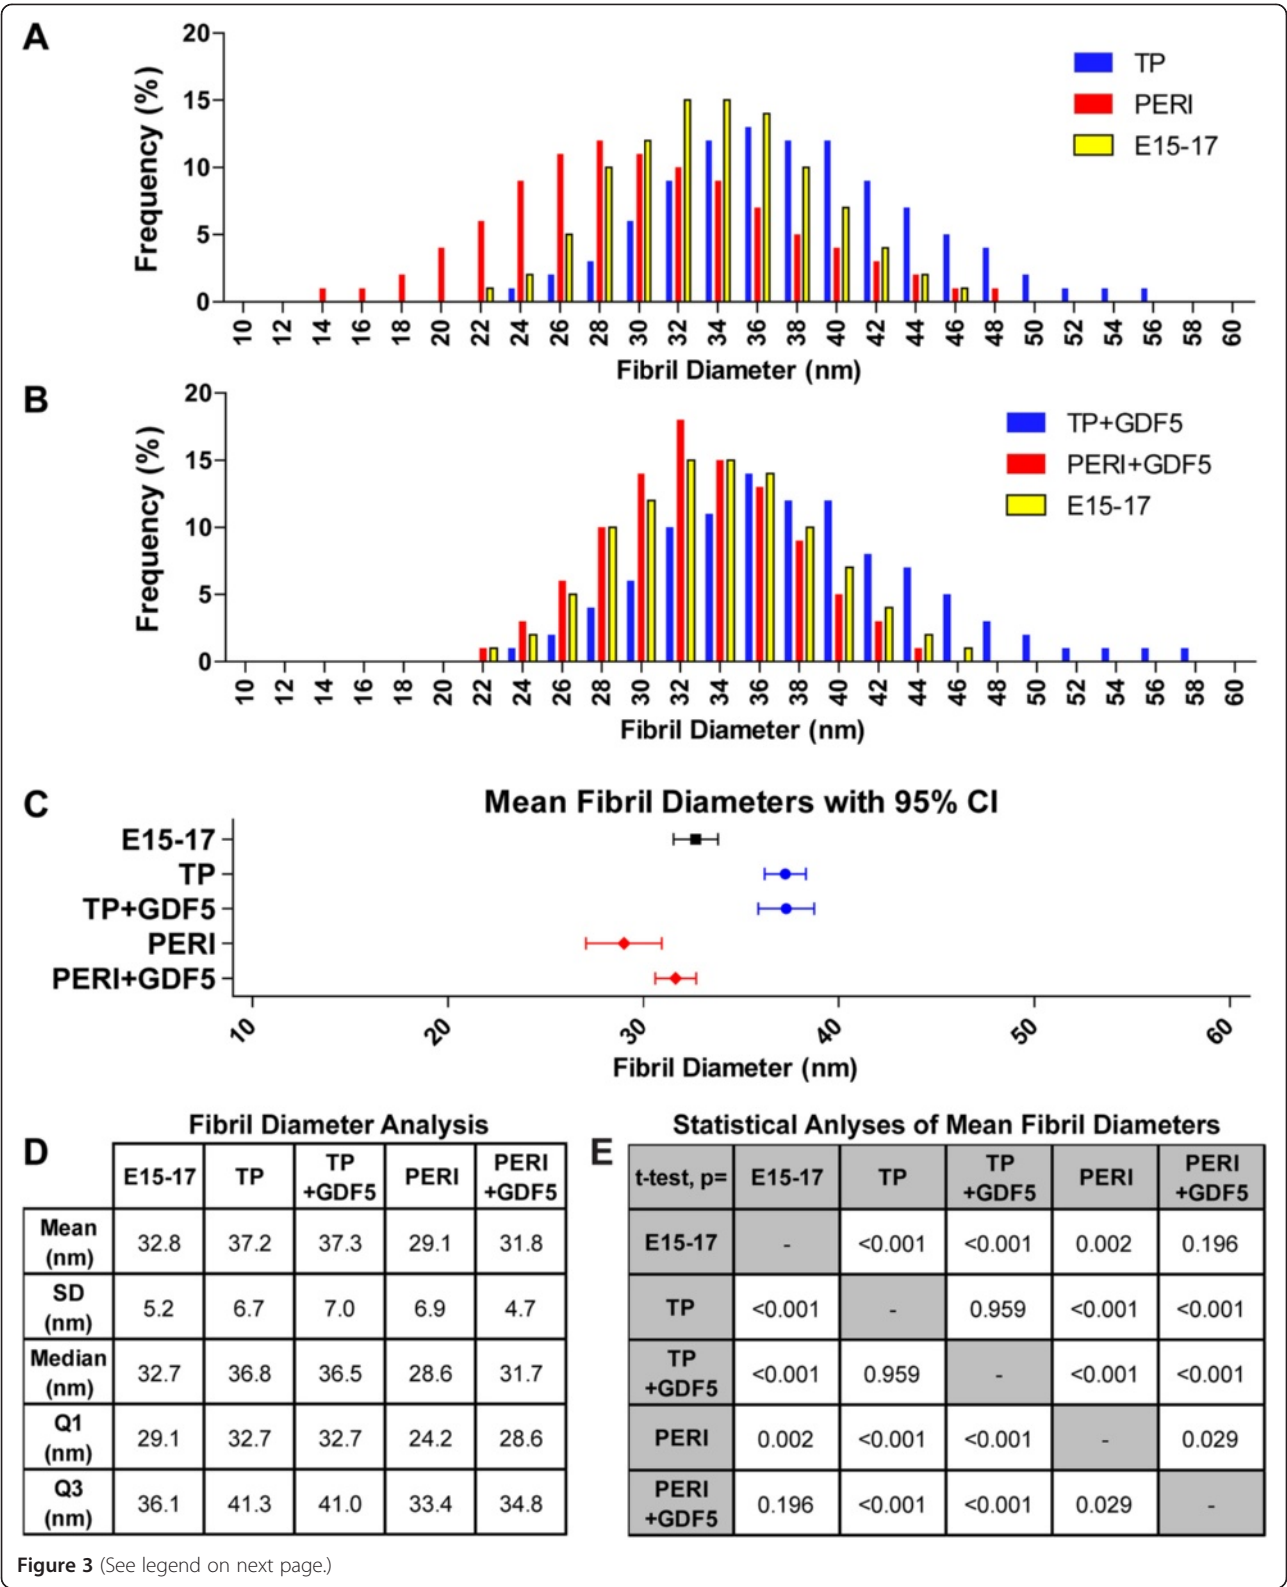 A
20
15
10
5
0
Frequency (%)
TP
PERI
E15-17
10 12 14 16 18 20 22 24 26 28 30 32 34 36 38 40 42 44 46 48 50 52 54 56 58 60
Fibril Diameter (nm)
B
20
15
10
5
0
Frequency (%)
TP+GDF5
PERI+GDF5
E15-17
10 12 14 16 18 20 22 24 26 28 30 32 34 36 38 40 42 44 46 48 50 52 54 56 58 60
Fibril Diameter (nm)
C
Mean Fibril Diameters with 95% CI
E15-17
TP
TP+GDF5
PERI
PERI+GDF5
10 20 30 40 50 60
Fibril Diameter (nm)
D
Fibril Diameter Analysis
E15-17 TP TP +GDF5 PERI PERI +GDF5
Mean (nm) 32.8 37.2 37.3 29.1 31.8
SD (nm) 5.2 6.7 7.0 6.9 4.7
Median (nm) 32.7 36.8 36.5 28.6 31.7
Q1 (nm) 29.1 32.7 32.7 24.2 28.6
Q3 (nm) 36.1 41.3 41.0 33.4 34.8
E
Statistical Anlyses of Mean Fibril Diameters
t-test, p= E15-17 TP TP +GDF5 PERI PERI +GDF5
E15-17 - <0.001 <0.001 0.002 0.196
TP <0.001 - 0.959 <0.001 <0.001
TP +GDF5 <0.001 0.959 - <0.001 <0.001
PERI 0.002 <0.001 <0.001 - 0.029
PERI +GDF5 0.196 <0.001 <0.001 0.029 -
Figure 3 (See legend on next page.)